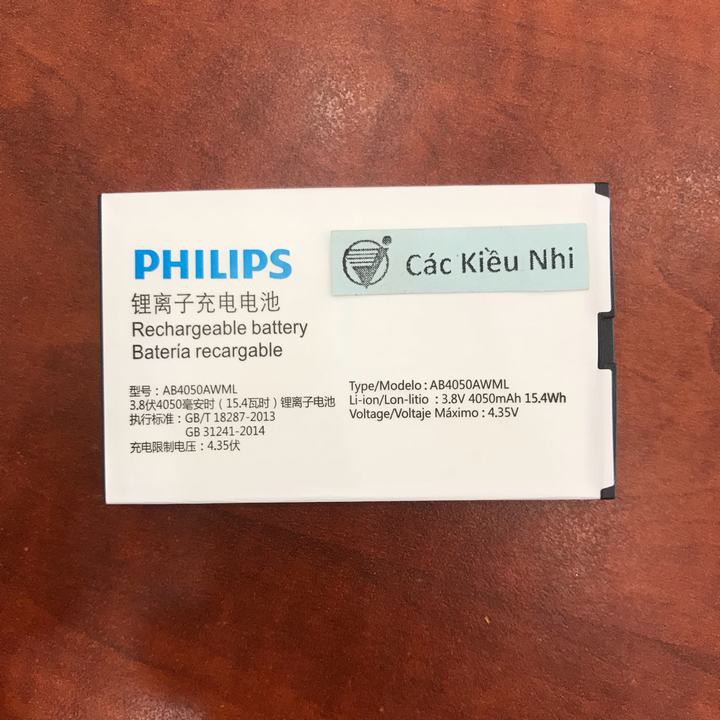 PHILIPS
锂离子充电电池
Rechargeable battery
Batería recargable
Các Kiều Nhi
型号：AB4050AWML
3.8伏4050毫安时（15.4瓦时）锂离子电池
执行标准：GB/T 18287-2013
GB 31241-2014
充电限制电压：4.35伏
Type/Modelo : AB4050AWML
Li-ion/Lon-litio : 3.8V 4050mAh 15.4Wh
Voltage/Voltaje Máximo : 4.35V